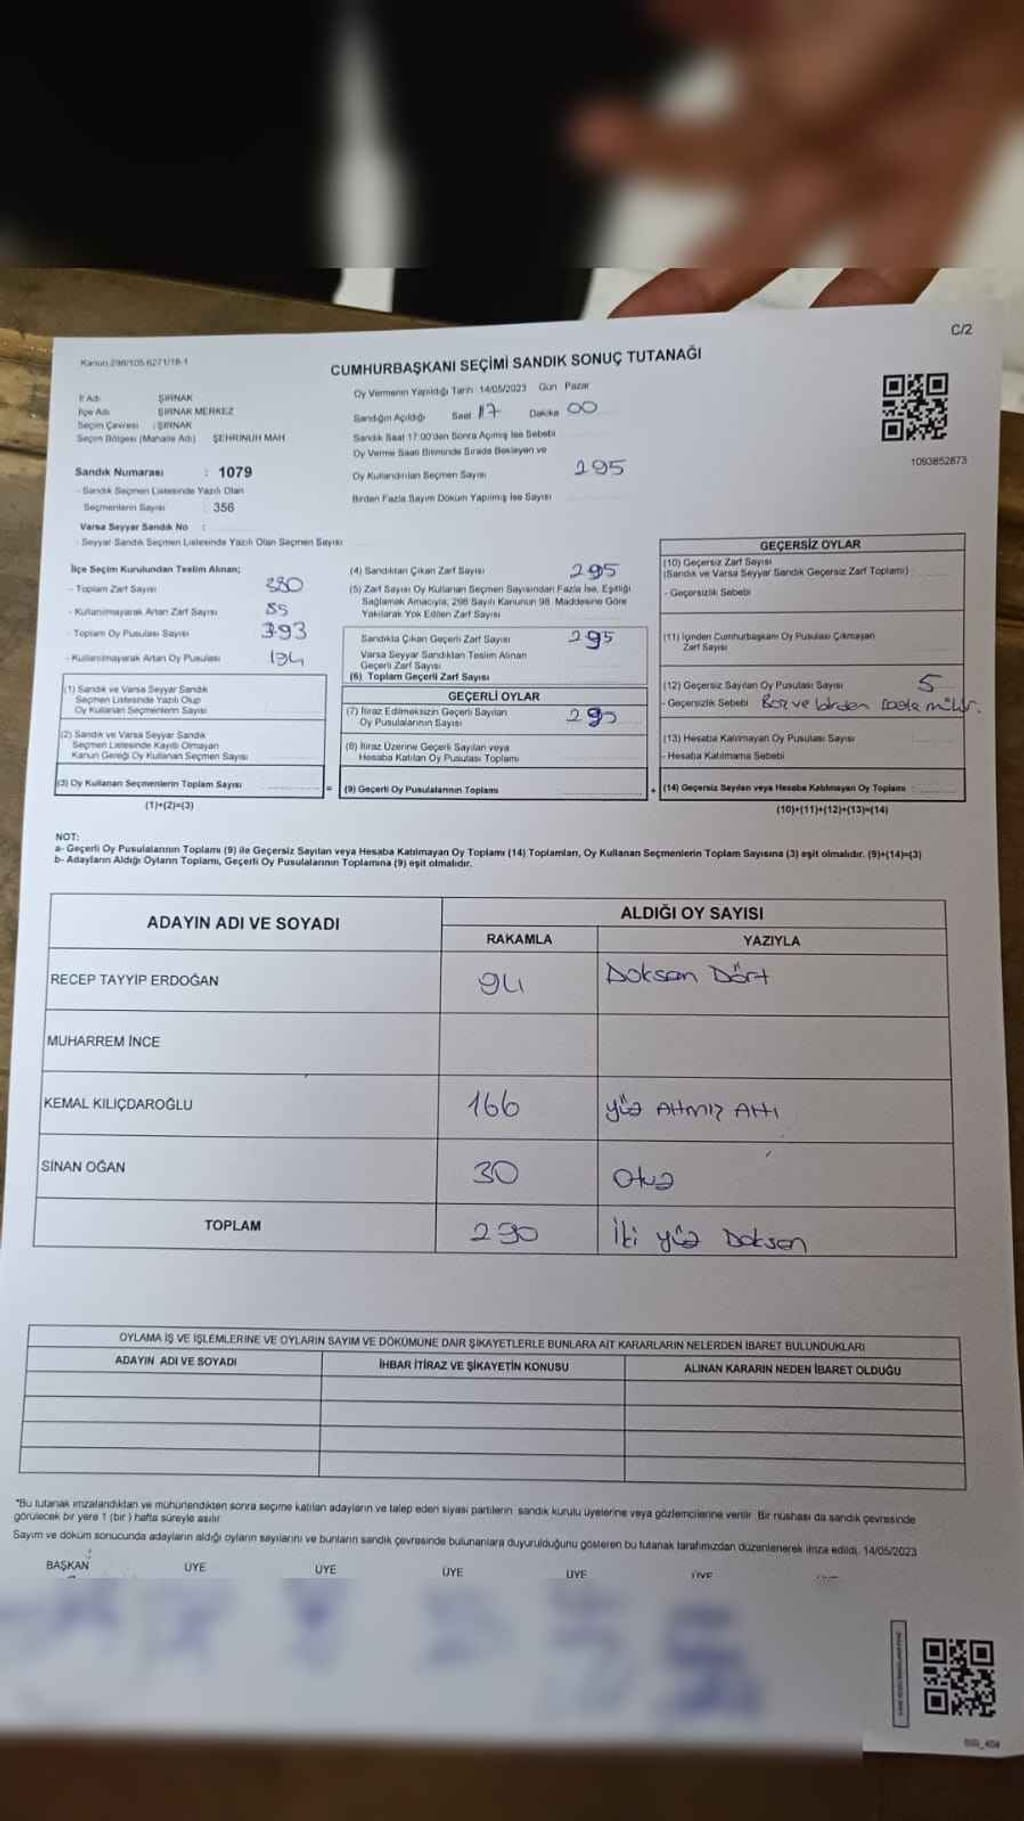 C/2
Kanun:298/105-6271/18-1
CUMHURBAŞKANI SEÇİMİ SANDIK SONUÇ TUTANAĞI
İl Adı : ŞIRNAK
İlçe Adı : ŞIRNAK MERKEZ
Seçim Çevresi : ŞIRNAK
Seçim Bölgesi (Mahalle Adı) ŞEHRİNUH MAH
Sandık Numarası : 1079
- Sandık Seçmen Listesinde Yazılı Olan
Seçmenlerin Sayısı : 356
Varsa Seyyar Sandık No :
- Seyyar Sandık Seçmen Listesinde Yazılı Olan Seçmen Sayısı
Oy Vermenin Yapıldığı Tarih: 14/05/2023 Gün Pazar
Sandığın Açıldığı Saat 17 Dakika 00
Sandık Saat 17:00'den Sonra Açılmış İse Sebebi
Oy Verme Saati Bitiminde Sırada Bekleyen ve
Oy Kullandırılan Seçmen Sayısı 295
Birden Fazla Sayım Döküm Yapılmış İse Sayısı
1093852873
İlçe Seçim Kurulundan Teslim Alınan;
- Toplam Zarf Sayısı 380
- Kullanılmayarak Artan Zarf Sayısı 85
- Toplam Oy Pusulası Sayısı 393
- Kullanılmayarak Artan Oy Pusulası
(1) Sandık ve Varsa Seyyar Sandık
Seçmen Listesinde Yazılı Olup
Oy Kullanan Seçmenlerin Sayısı
(2) Sandık ve Varsa Seyyar Sandık
Seçmen Listesinde Kayıtlı Olmayan
Kanun Gereği Oy Kullanan Seçmen Sayısı
(3) Oy Kullanan Seçmenlerin Toplam Sayısı
(1)+(2)=(3)
(4) Sandıktan Çıkan Zarf Sayısı 295
(5) Zarf Sayısı Oy Kullanan Seçmen Sayısından Fazla İse, Eşitliği
Sağlamak Amacıyla, 298 Sayılı Kanunun 98. Maddesine Göre
Yakılarak Yok Edilen Zarf Sayısı
Sandıkta Çıkan Geçerli Zarf Sayısı 295
Varsa Seyyar Sandıktan Teslim Alınan
Geçerli Zarf Sayısı
(6) Toplam Geçerli Zarf Sayısı
GEÇERLİ OYLAR
(7) İtiraz Edilmeksizin Geçerli Sayılan
Oy Pusulalarının Sayısı 295
(8) İtiraz Üzerine Geçerli Sayılan veya
Hesaba Katılan Oy Pusulası Toplamı
= (9) Geçerli Oy Pusulalarının Toplamı
GEÇERSİZ OYLAR
(10) Geçersiz Zarf Sayısı
(Sandık ve Varsa Seyyar Sandık Geçersiz Zarf Toplamı)
- Geçersizlik Sebebi
(11) İçinden Cumhurbaşkanı Oy Pusulası Çıkmayan
Zarf Sayısı
(12) Geçersiz Sayılan Oy Pusulası Sayısı 5
- Geçersizlik Sebebi Boş ve birden
(13) Hesaba Katılmayan Oy Pusulası Sayısı
- Hesaba Katılmama Sebebi
+ (14) Geçersiz Sayılan veya Hesaba Katılmayan Oy Toplamı :
(10)+(11)+(12)+(13)=(14)
NOT:
a- Geçerli Oy Pusulalarının Toplamı (9) ile Geçersiz Sayılan veya Hesaba Katılmayan Oy Toplamı (14) Toplamları, Oy Kullanan Seçmenlerin Toplam Sayısına (3) eşit olmalıdır. (9)+(14)=(3)
b- Adayların Aldığı Oyların Toplamı, Geçerli Oy Pusulalarının Toplamına (9) eşit olmalıdır.
ADAYIN ADI VE SOYADI
ALDIĞI OY SAYISI
RAKAMLA YAZIYLA
RECEP TAYYİP ERDOĞAN 94 Doksan Dört
MUHARREM İNCE
KEMAL KILIÇDAROĞLU 166 yüz Atmız Altı
SİNAN OĞAN 30 Otuz
TOPLAM 290 İki yüz Doksan
OYLAMA İŞ VE İŞLEMLERİNE VE OYLARIN SAYIM VE DÖKÜMÜNE DAİR ŞİKAYETLERLE BUNLARA AİT KARARLARIN NELERDEN İBARET BULUNDUKLARI
ADAYIN ADI VE SOYADI İHBAR İTİRAZ VE ŞİKAYETİN KONUSU ALINAN KARARIN NEDEN İBARET OLDUĞU
"Bu tutanak imzalandıktan ve mühürlendikten sonra seçime katılan adayların ve talep eden siyasi partilerin sandık kurulu üyelerine veya gözlemcilerine verilir. Bir nüshası da sandık çevresinde
görülecek bir yere 1 (bir) hafta süreyle asılır.
Sayım ve döküm sonucunda adayların aldığı oyların sayılarını ve bunların sandık çevresinde bulunanlara duyurulduğunu gösteren bu tutanak tarafımızdan düzenlenerek imza edildi. 14/05/2023
BAŞKAN ÜYE ÜYE ÜYE ÜYE ÜYE